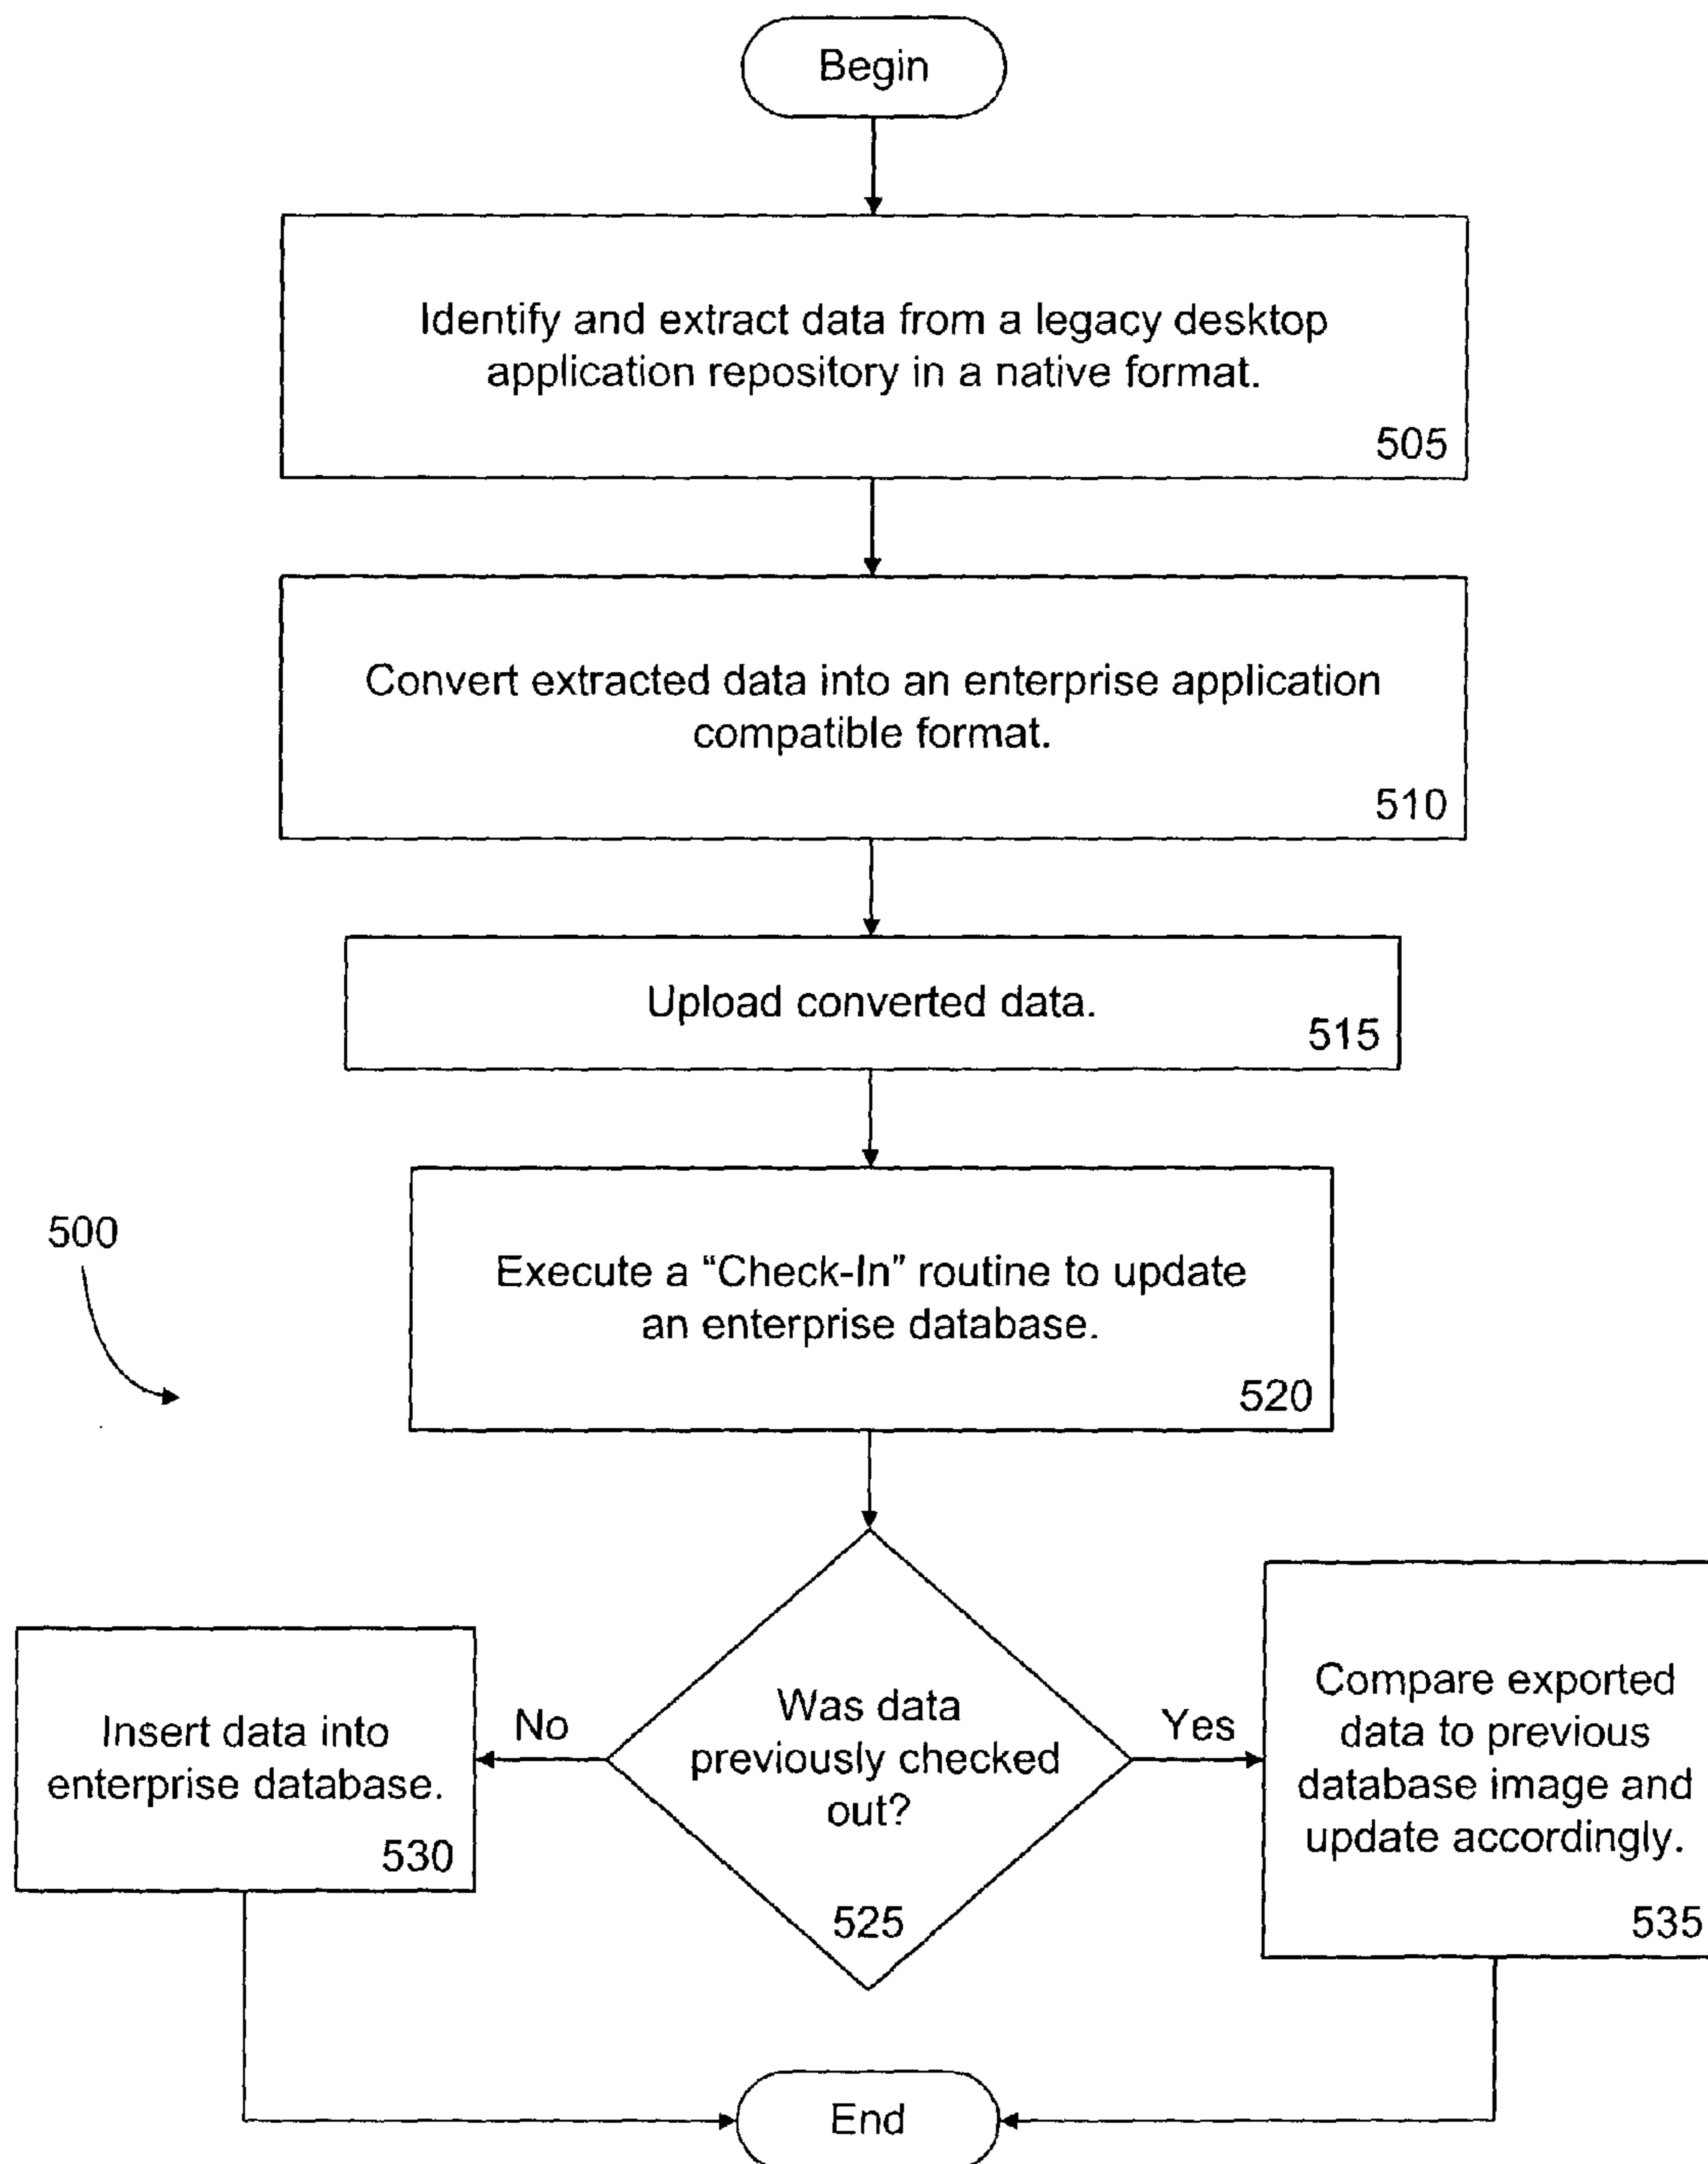 Begin
Identify and extract data from a legacy desktop
application repository in a native format.
505
Convert extracted data into an enterprise application
compatible format.
510
Upload converted data.
515
500
Execute a “Check-In” routine to update
an enterprise database.
520
Insert data into
enterprise database.
530
No
Was data
previously checked
out?
525
Yes
Compare exported
data to previous
database image and
update accordingly.
535
End